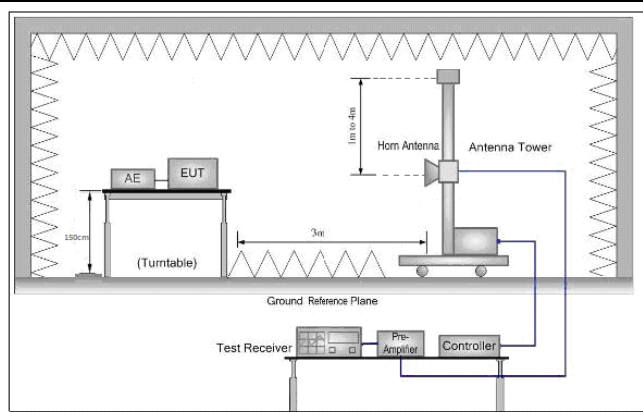 1m to 4m
Horn Antenna
Antenna Tower
AE
EUT
150cm
(Turntable)
3m
Ground Reference Plane
Test Receiver
Pre-
Amplifier
Controller